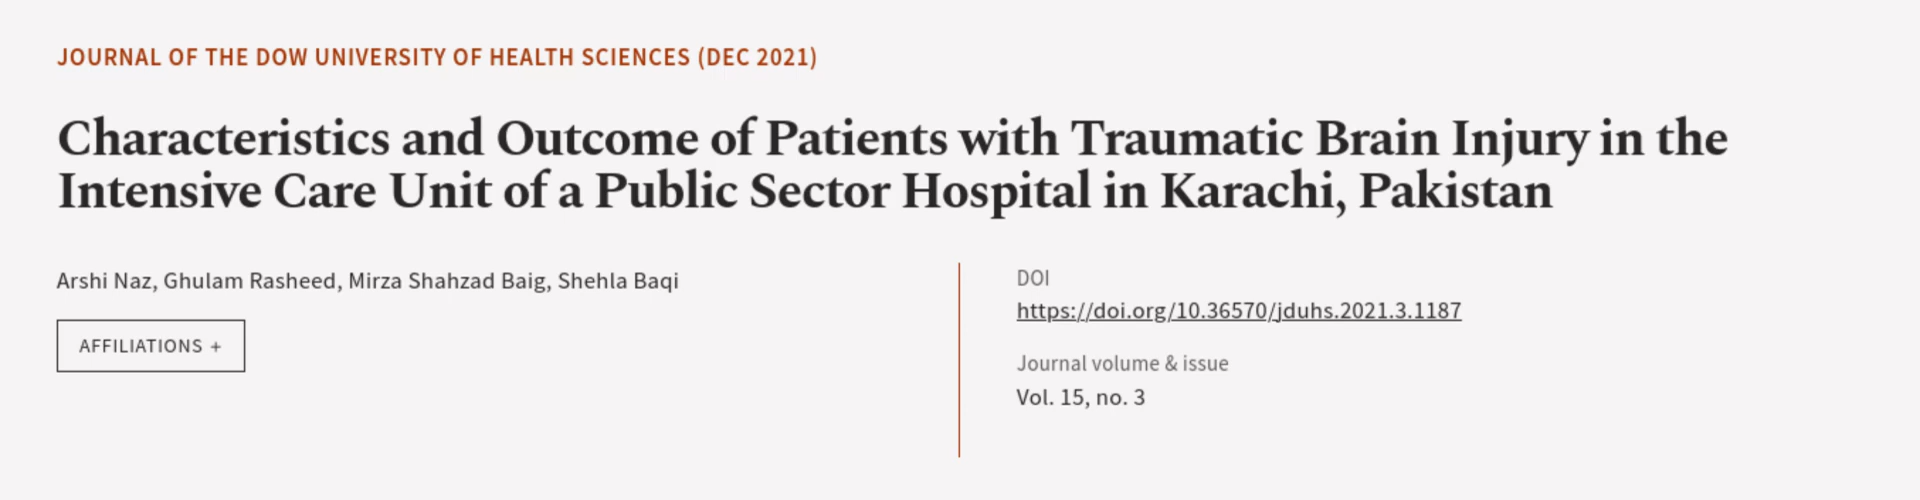 JOURNAL OF THE DOW UNIVERSITY OF HEALTH SCIENCES (DEC 2021)
Characteristics and Outcome of Patients with Traumatic Brain Injury in the
Intensive Care Unit of a Public Sector Hospital in Karachi, Pakistan
Arshi Naz, Ghulam Rasheed, Mirza Shahzad Baig, Shehla Baqi
AFFILIATIONS +
DOI
https://doi.org/10.36570/jduhs.2021.3.1187
Journal volume & issue
Vol. 15, no. 3